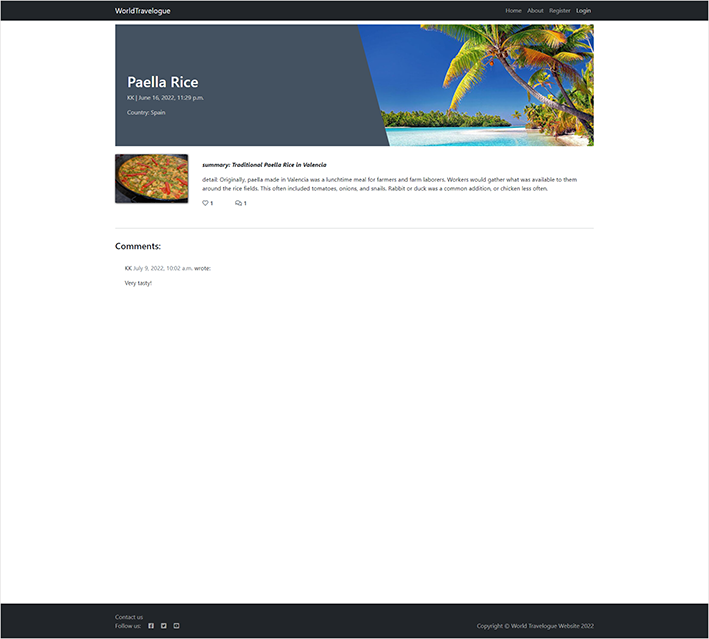 WorldTravelogue
Home About Register Login
Paella Rice
KK | June 16, 2022, 11:29 p.m.
Country: Spain
summary: Traditional Paella Rice in Valencia
detail: Originally, paella made in Valencia was a lunchtime meal for farmers and farm laborers. Workers would gather what was available to them
around the rice fields. This often included tomatoes, onions, and snails. Rabbit or duck was a common addition, or chicken less often.
1 1
Comments:
KK July 9, 2022, 10:02 a.m. wrote:
Very tasty!
Contact us
Follow us:
Copyright © World Travelogue Website 2022